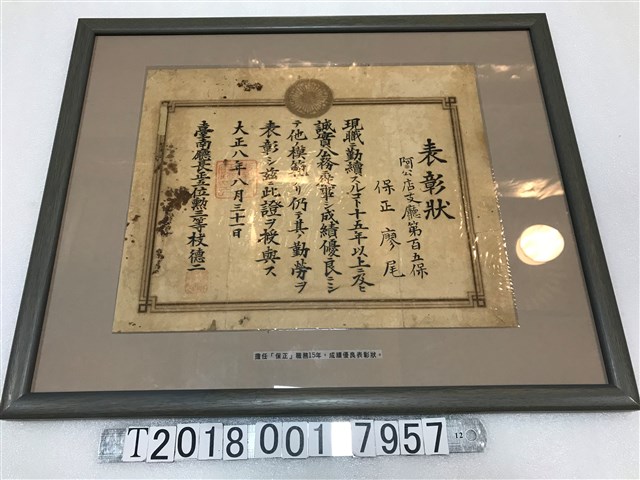 表彰狀
阿公店支廳第百五保
保正 廖尾
現職ニ勤續スルコト十五年以上ニ及ヒ
誠實公務ニ
シ成績優良ニシ
テ他ノ模範タリ仍テ其ノ勤勞ヲ
表彰シ茲ニ此證ヲ授與ス
大正八年八月三十一日
臺南廳長正五位勲三等枝德二
擔任「保正」職務15年，成績優良表彰狀。
T2018 001 7957
12